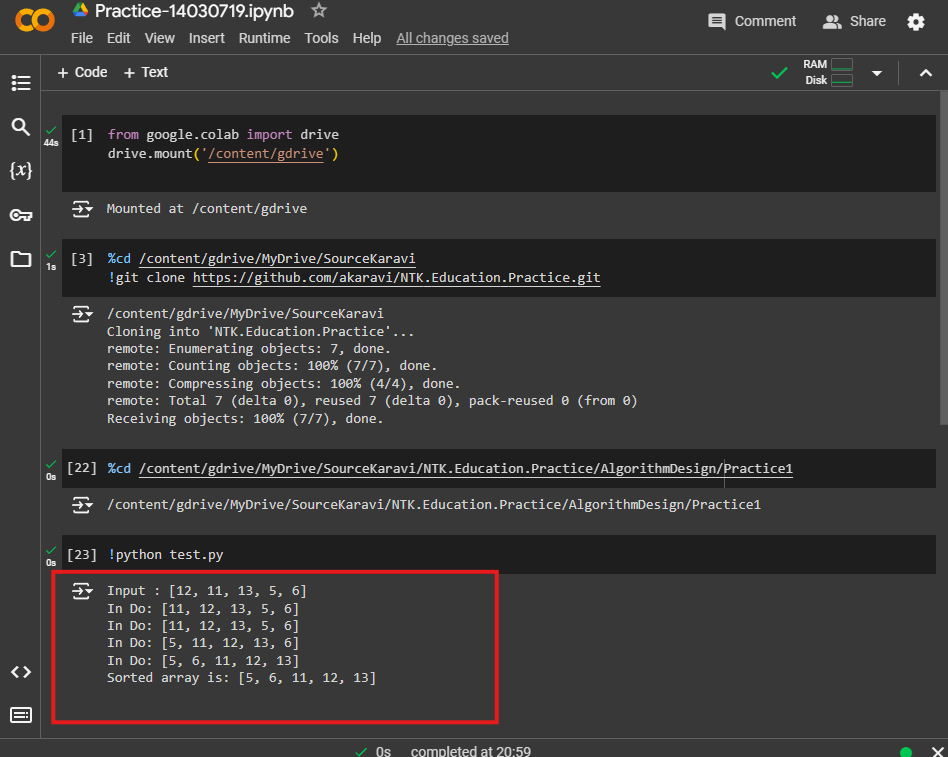 Practice-14030719.ipynb
Comment
Share
File Edit View Insert Runtime Tools Help All changes saved
+ Code + Text
RAM
Disk
44s
[1] from google.colab import drive
drive.mount('/content/gdrive')
Mounted at /content/gdrive
{x}
1s
[3] %cd /content/gdrive/MyDrive/SourceKaravi
!git clone https://github.com/akaravi/NTK.Education.Practice.git
/content/gdrive/MyDrive/SourceKaravi
Cloning into 'NTK.Education.Practice'...
remote: Enumerating objects: 7, done.
remote: Counting objects: 100% (7/7), done.
remote: Compressing objects: 100% (4/4), done.
remote: Total 7 (delta 0), reused 7 (delta 0), pack-reused 0 (from 0)
Receiving objects: 100% (7/7), done.
0s
[22] %cd /content/gdrive/MyDrive/SourceKaravi/NTK.Education.Practice/AlgorithmDesign/Practice1
/content/gdrive/MyDrive/SourceKaravi/NTK.Education.Practice/AlgorithmDesign/Practice1
0s
[23] !python test.py
Input : [12, 11, 13, 5, 6]
In Do: [11, 12, 13, 5, 6]
In Do: [11, 12, 13, 5, 6]
In Do: [5, 11, 12, 13, 6]
In Do: [5, 6, 11, 12, 13]
Sorted array is: [5, 6, 11, 12, 13]
0s completed at 20:59